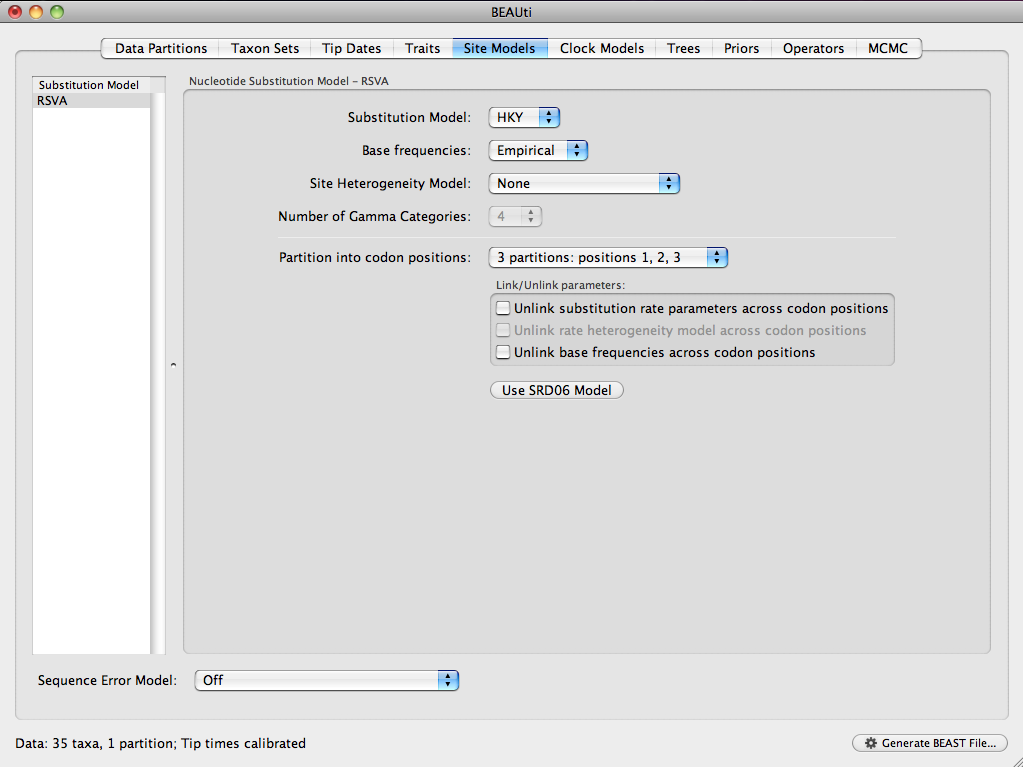 BEAUti
Data Partitions Taxon Sets Tip Dates Traits Site Models Clock Models Trees Priors Operators MCMC
Substitution Model
RSVA
Nucleotide Substitution Model – RSVA
Substitution Model: HKY
Base frequencies: Empirical
Site Heterogeneity Model: None
Number of Gamma Categories: 4
Partition into codon positions: 3 partitions: positions 1, 2, 3
Link/Unlink parameters:
Unlink substitution rate parameters across codon positions
Unlink rate heterogeneity model across codon positions
Unlink base frequencies across codon positions
Use SRD06 Model
Sequence Error Model: Off
Data: 35 taxa, 1 partition; Tip times calibrated
Generate BEAST File...